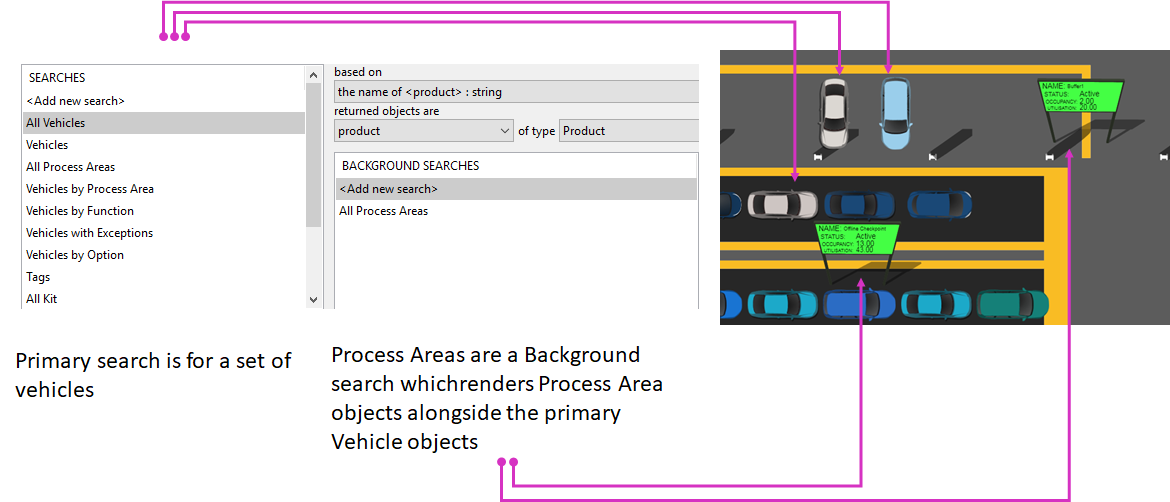 SEARCHES
<Add new search>
All Vehicles
Vehicles
All Process Areas
Vehicles by Process Area
Vehicles by Function
Vehicles with Exceptions
Vehicles by Option
Tags
All Kit
based on
the name of <product> : string
returned objects are
product of type Product
BACKGROUND SEARCHES
<Add new search>
All Process Areas
NAME: Buffer1
STATUS: Active
OCCUPANCY: 2.00
UTILISATION: 20.00
NAME: Offline Checkpoint
STATUS: Active
OCCUPANCY: 13.00
UTILISATION: 43.00
Primary search is for a set of
vehicles
Process Areas are a Background
search whichrenders Process Area
objects alongside the primary
Vehicle objects